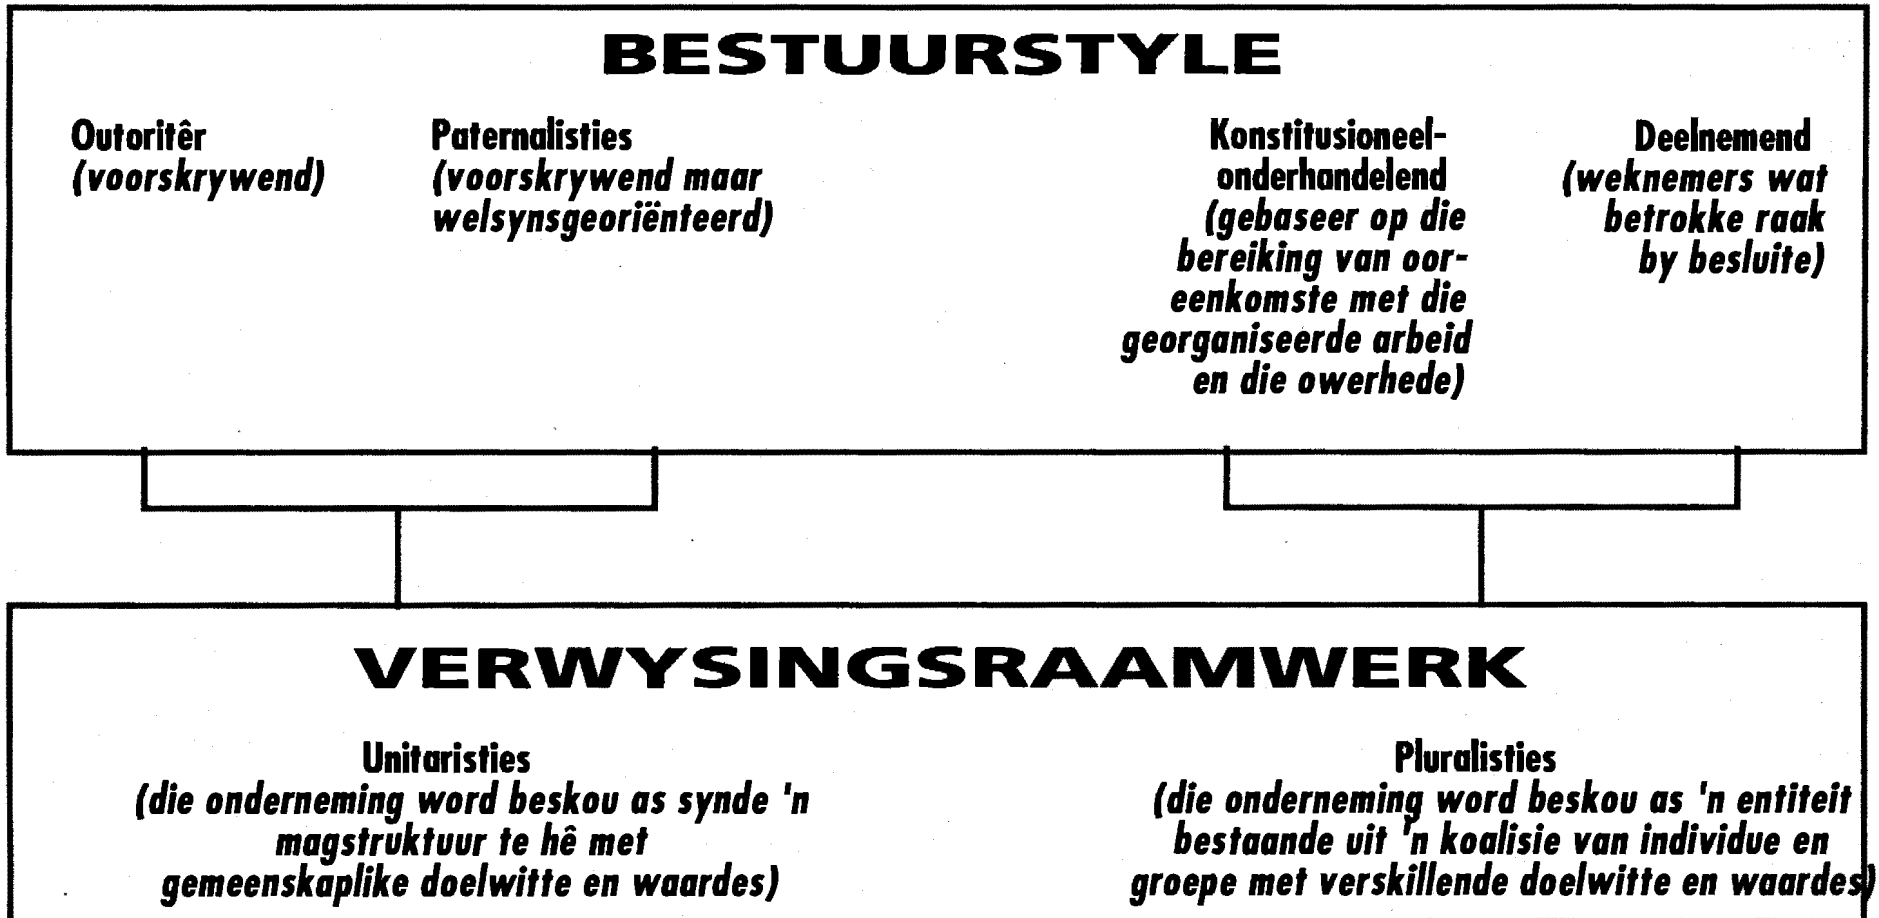 BESTUURSTYLE
Outoritêr
(voorskrywend)
Paternalisties
(voorskrywend maar
welsynsgeoriënteerd)
Konstitusioneel-
onderhandelend
(gebaseer op die
bereiking van oor-
eenkomste met die
georganiseerde arbeid
en die owerhede)
Deelnemend
(weknemers wat
betrokke raak
by besluite)
VERWYSINGSRAAMWERK
Unitaristies
(die onderneming word beskou as synde 'n
magstruktuur te hê met
gemeenskaplike doelwitte en waardes)
Pluralisties
(die onderneming word beskou as 'n entiteit
bestaande uit 'n koalisie van individue en
groepe met verskillende doelwitte en waardes)